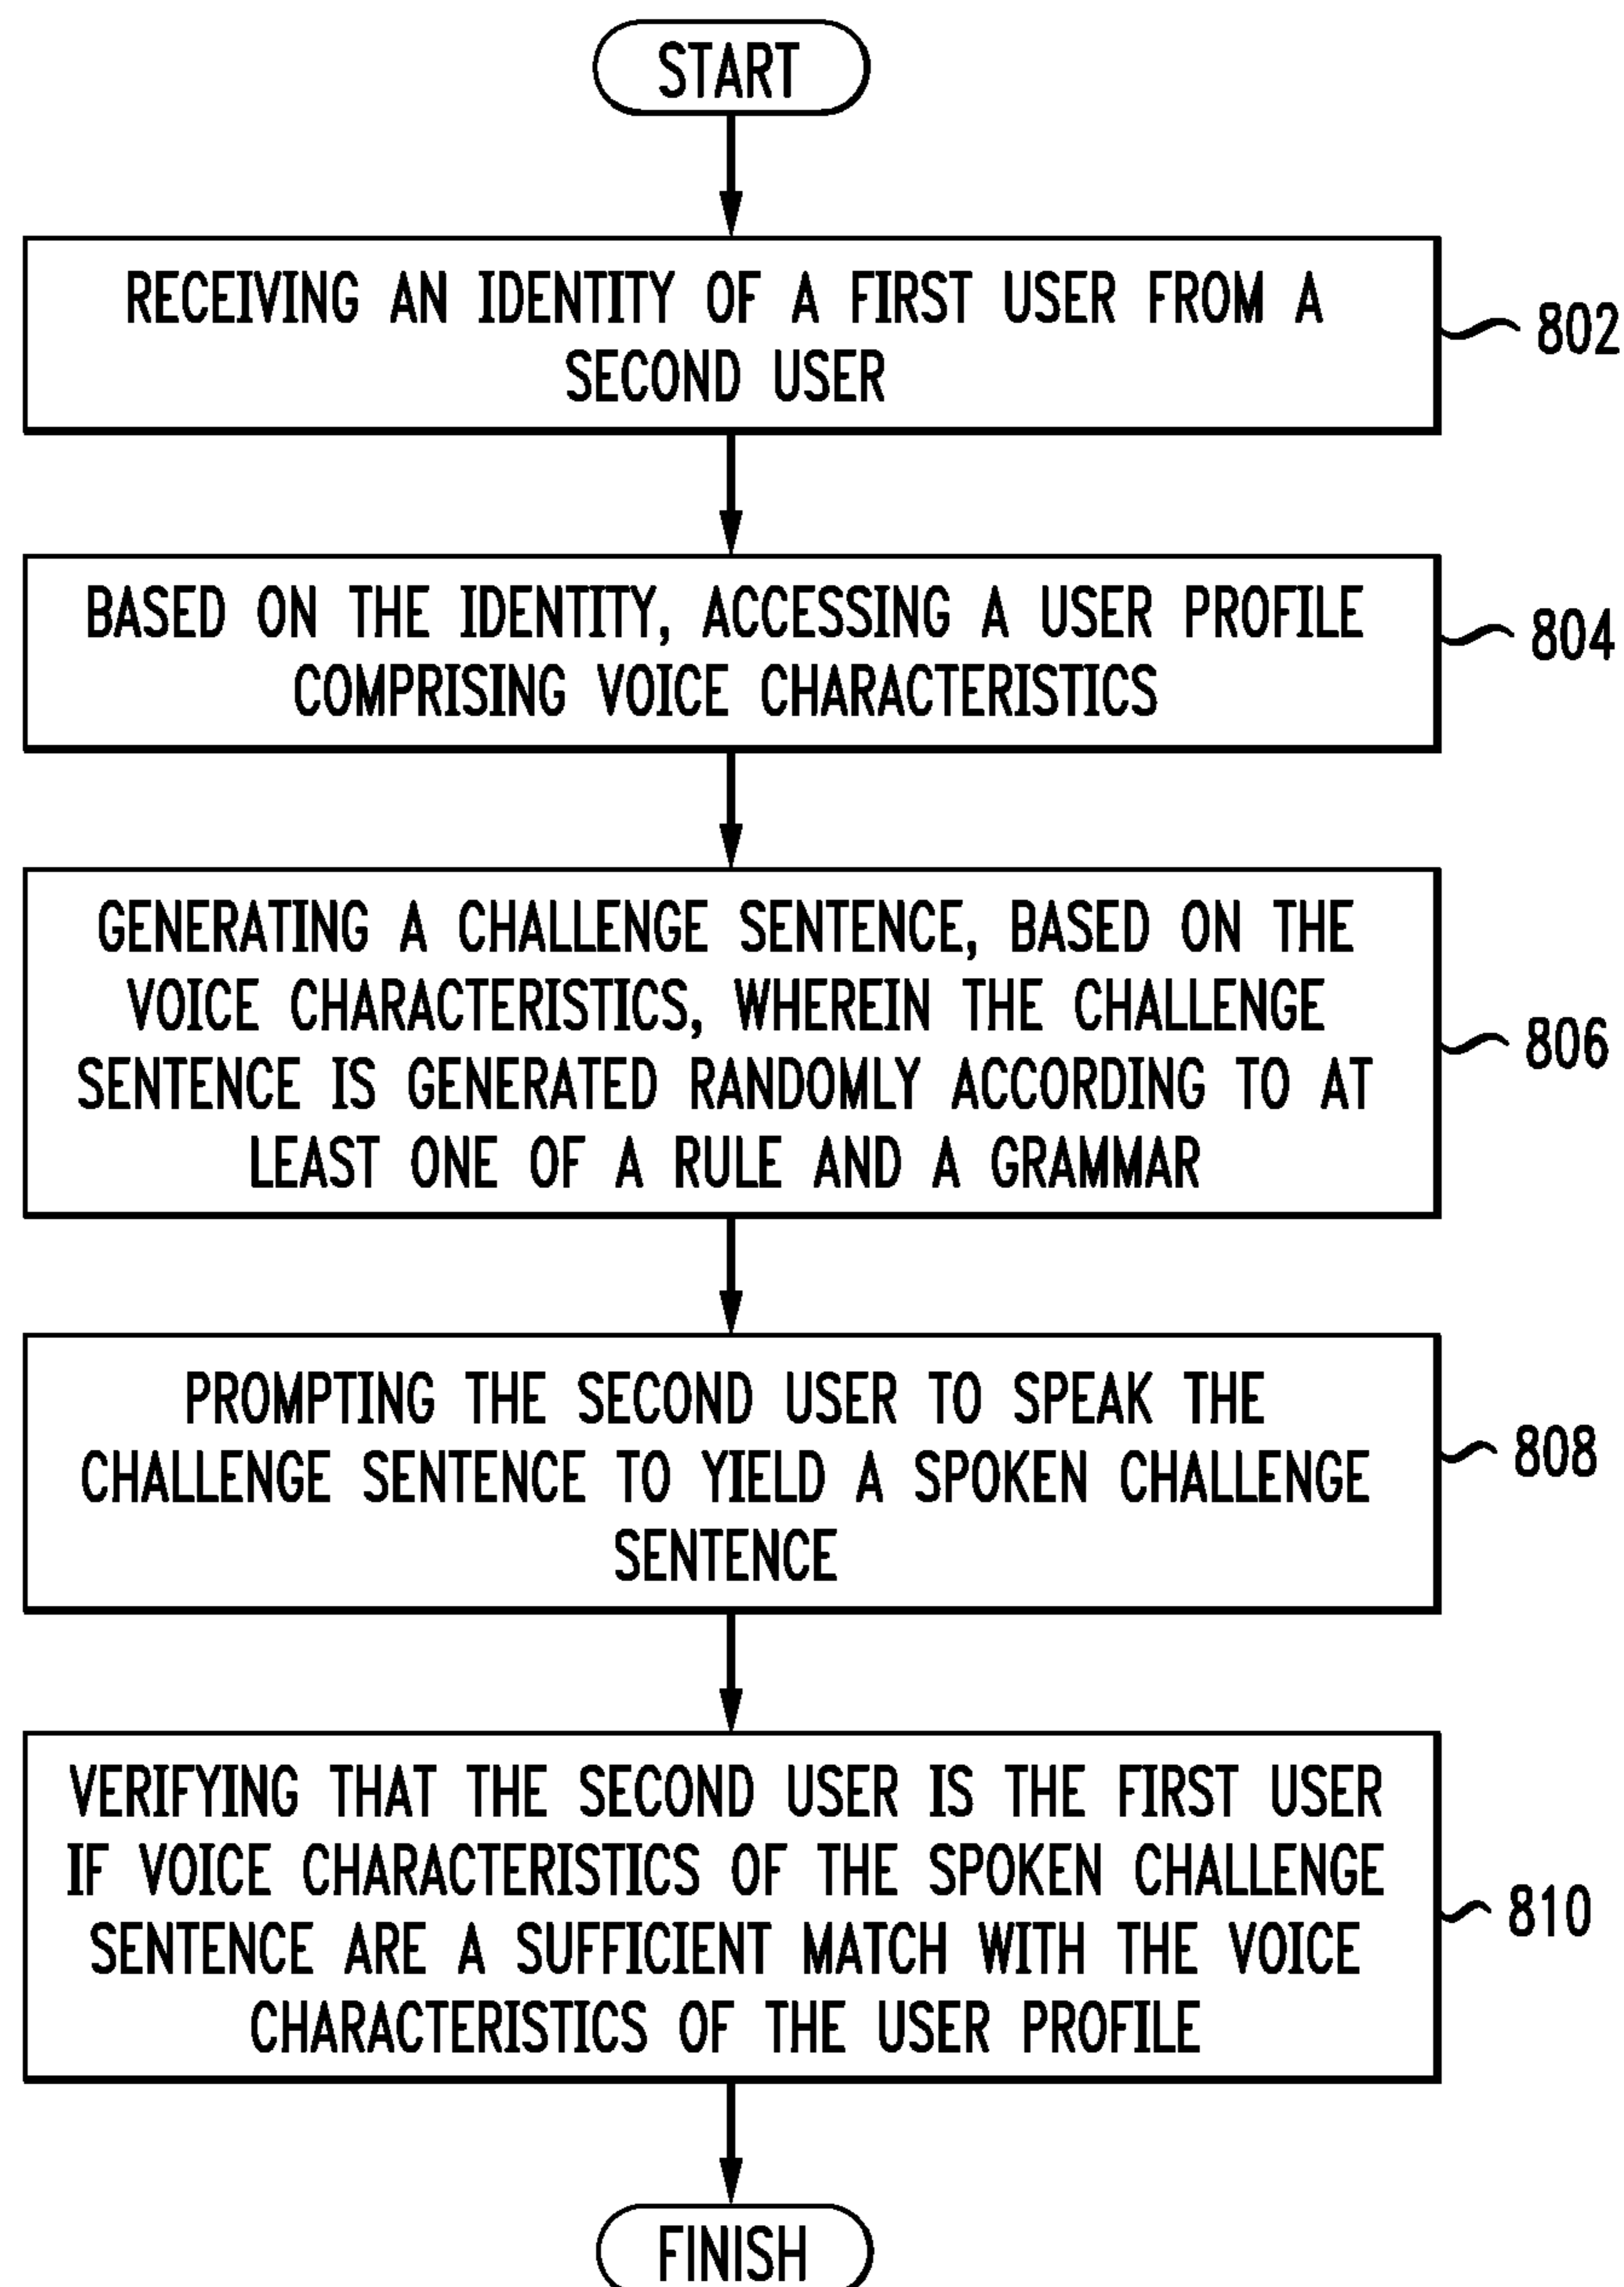 START
RECEIVING AN IDENTITY OF A FIRST USER FROM A
SECOND USER
802
BASED ON THE IDENTITY, ACCESSING A USER PROFILE
COMPRISING VOICE CHARACTERISTICS
804
GENERATING A CHALLENGE SENTENCE, BASED ON THE
VOICE CHARACTERISTICS, WHEREIN THE CHALLENGE
SENTENCE IS GENERATED RANDOMLY ACCORDING TO AT
LEAST ONE OF A RULE AND A GRAMMAR
806
PROMPTING THE SECOND USER TO SPEAK THE
CHALLENGE SENTENCE TO YIELD A SPOKEN CHALLENGE
SENTENCE
808
VERIFYING THAT THE SECOND USER IS THE FIRST USER
IF VOICE CHARACTERISTICS OF THE SPOKEN CHALLENGE
SENTENCE ARE A SUFFICIENT MATCH WITH THE VOICE
CHARACTERISTICS OF THE USER PROFILE
810
FINISH